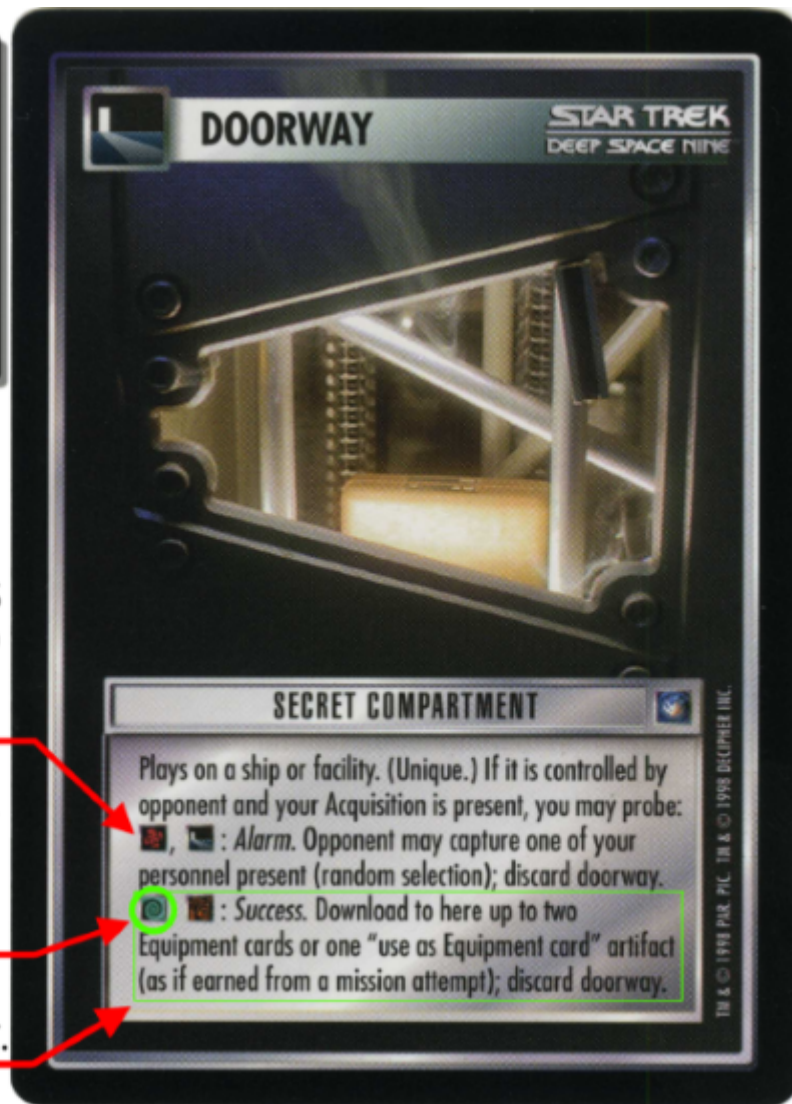 DOORWAY
STAR TREK
DEEP SPACE NINE
SECRET COMPARTMENT
Plays on a ship or facility. (Unique.) If it is controlled by
opponent and your Acquisition is present, you may probe:
, : Alarm. Opponent may capture one of your
personnel present (random selection); discard doorway.
: Success. Download to here up to two
Equipment cards or one “use as Equipment card” artifact
(as if earned from a mission attempt); discard doorway.
TM & © 1998 PAR. PIC. TM & © 1998 DECIPHER INC.